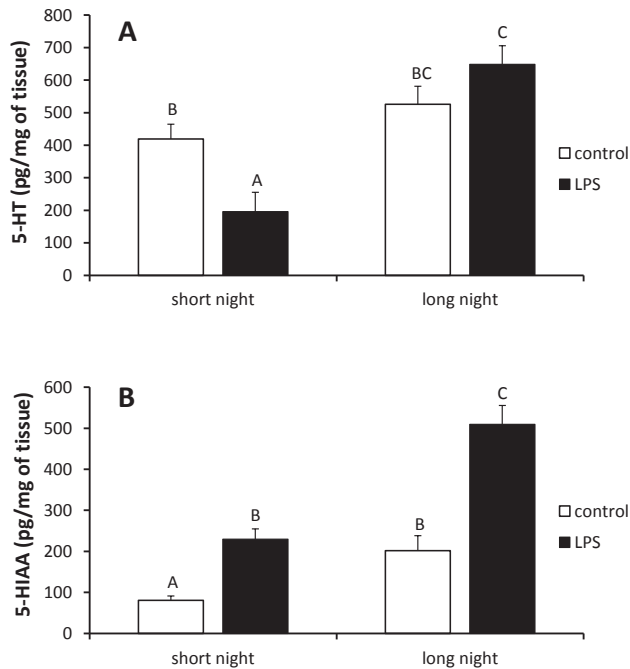 A
5-HT (pg/mg of tissue)
800
700
600
500
400
300
200
100
0
B
A
BC
C
short night
long night
control
LPS
B
5-HIAA (pg/mg of tissue)
600
500
400
300
200
100
0
A
B
B
C
short night
long night
control
LPS